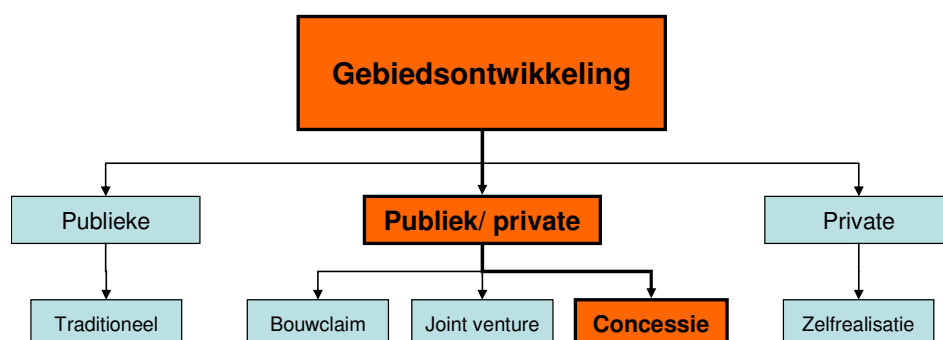 Gebiedsontwikkeling
Publieke
Publiek/ private
Private
Traditioneel
Bouwclaim
Joint venture
Concessie
Zelfrealisatie